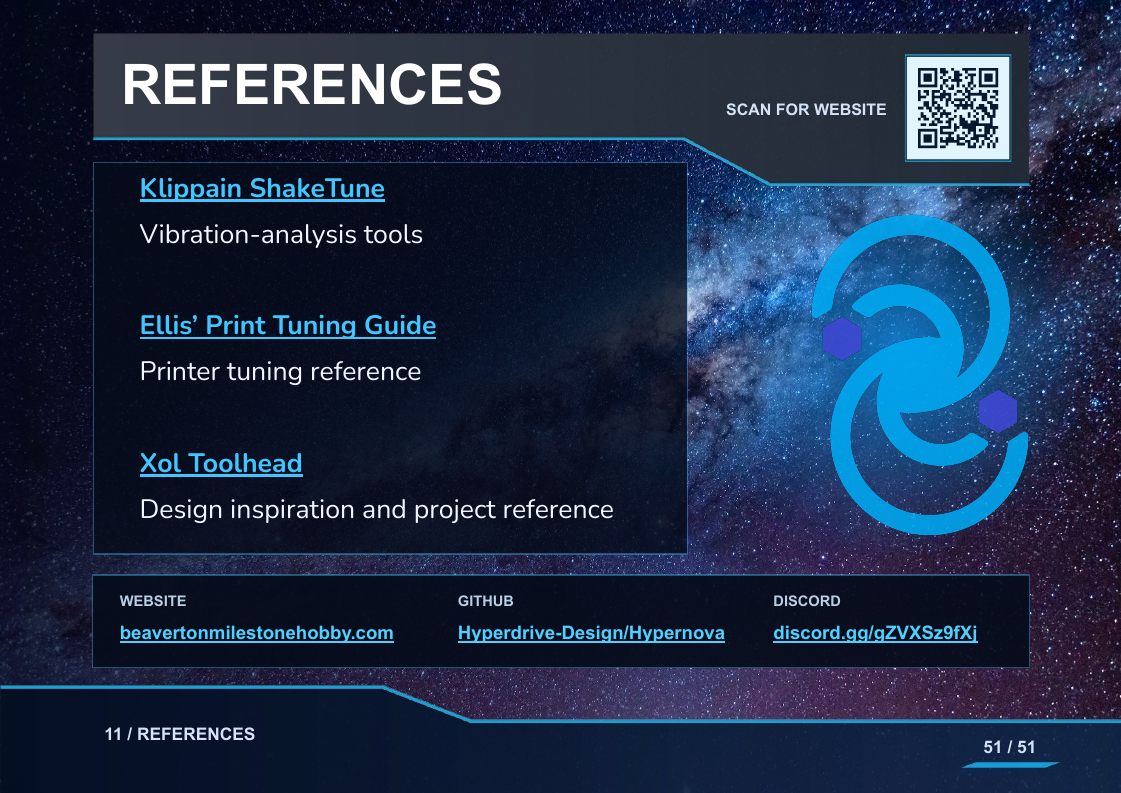 REFERENCES
SCAN FOR WEBSITE
Klippain ShakeTune
Vibration-analysis tools
Ellis’ Print Tuning Guide
Printer tuning reference
Xol Toolhead
Design inspiration and project reference
WEBSITE
beavertonmilestonehobby.com
GITHUB
Hyperdrive-Design/Hypernova
DISCORD
discord.gg/gZVXSz9fXj
11 / REFERENCES
51 / 51